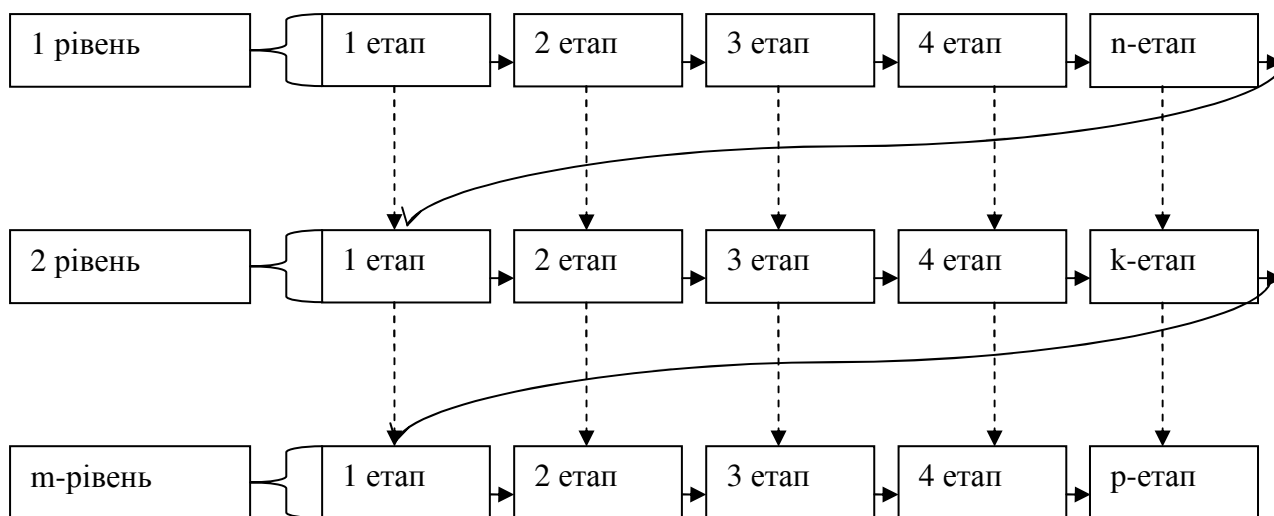 1 рівень
1 етап
2 етап
3 етап
4 етап
n-етап
2 рівень
1 етап
2 етап
3 етап
4 етап
k-етап
m-рівень
1 етап
2 етап
3 етап
4 етап
p-етап